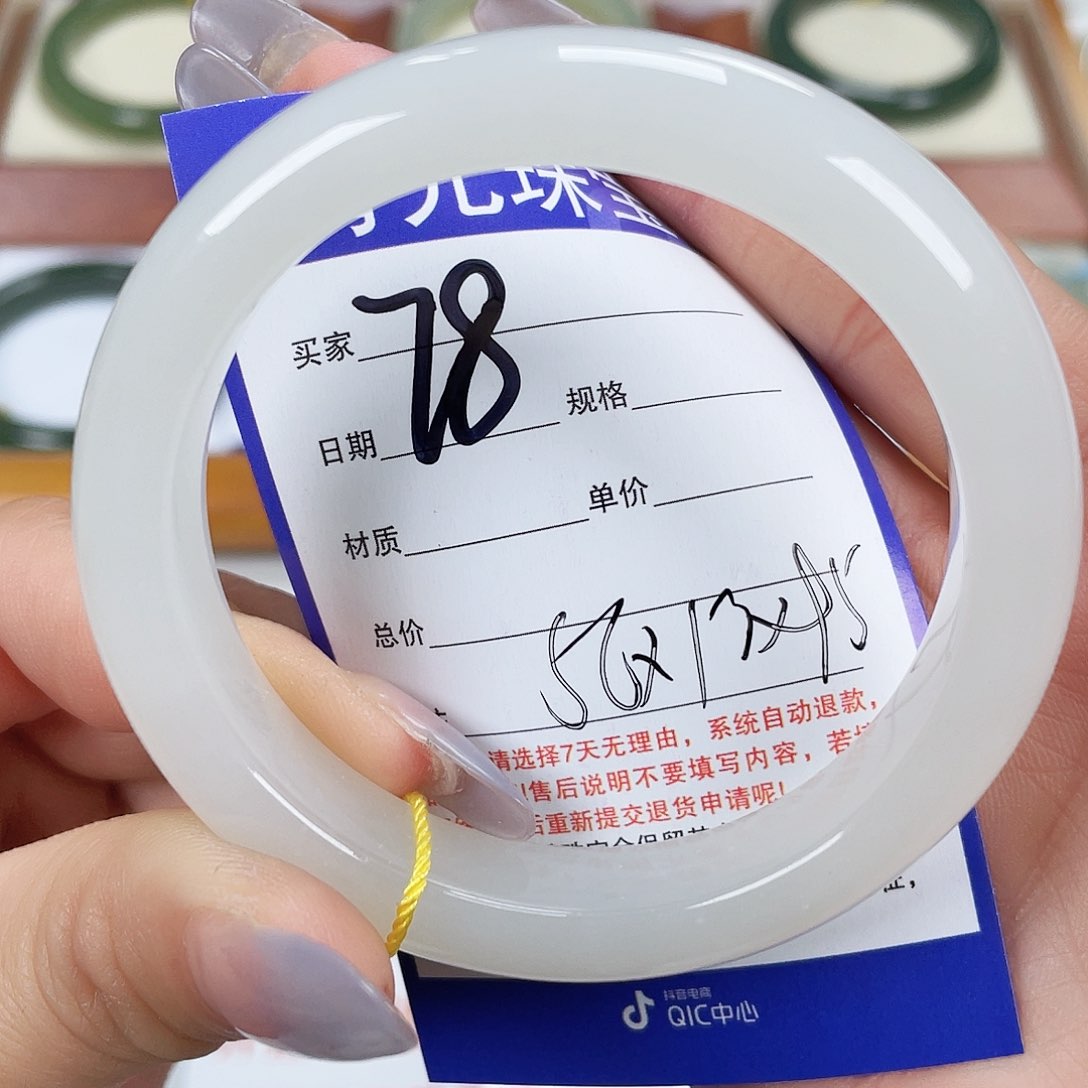 元珠宝
买家 78
日期 规格
材质 单价
总价
请选择7天无理由，系统自动退款，
售后说明不要填写内容，若
后重新提交退货申请呢!
抖音电商
QIC中心